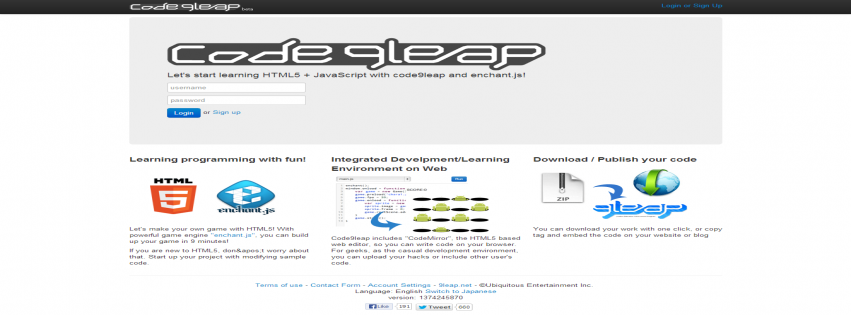 code 9leap beta
Login or Sign Up
code 9leap
Let's start learning HTML5 + JavaScript with code9leap and enchant.js!
username
password
Login or Sign up
Learning programming with fun!
HTML
5
enchant.js
Let's make your own game with HTML5! With
powerful game engine "enchant.js", you can build
up your game in 9 minutes!
If you are new to HTML5, don&apos;t worry about
that. Start up your project with modifying sample
code.
Integrated Develpment/Learning
Environment on Web
Code9leap includes "CodeMirror", the HTML5 based
web editor, so you can write code on your browser.
For geeks, as the casual development environment,
you can upload your hacks or include other user's
code.
Download / Publish your code
ZIP
9leap
You can download your work with one click, or copy
tag and embed the code on your website or blog
Terms of use - Contact Form - Account Settings - 9leap.net - ©Ubiquitous Entertainment Inc.
Language: English Switch to Japanese
version: 1374245870
Like 191 Tweet 600